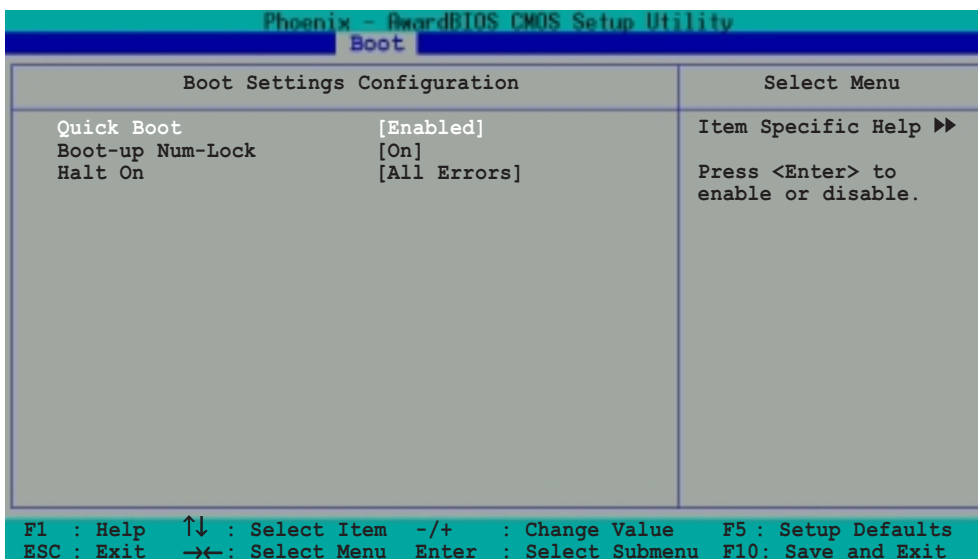 Phoenix - AwardBIOS CMOS Setup Utility
Boot
Boot Settings Configuration
Select Menu
Quick Boot [Enabled]
Boot-up Num-Lock [On]
Halt On [All Errors]
Item Specific Help ▶▶
Press <Enter> to
enable or disable.
F1 : Help ↑↓ : Select Item -/+ : Change Value F5 : Setup Defaults
ESC : Exit →← : Select Menu Enter : Select Submenu F10: Save and Exit